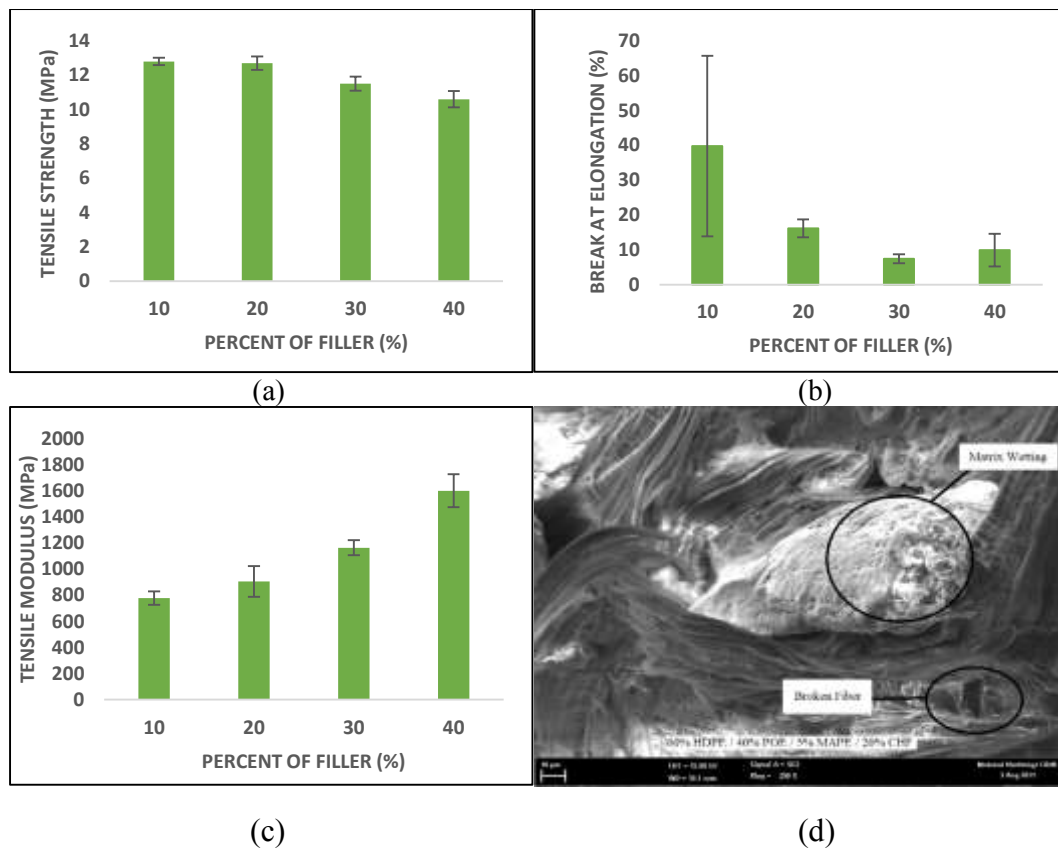 14
12
10
8
6
4
2
0
TENSILE STRENGTH (MPa)
10 20 30 40
PERCENT OF FILLER (%)
(a)
70
60
50
40
30
20
10
0
BREAK AT ELONGATION (%)
10 20 30 40
PERCENT OF FILLER (%)
(b)
2000
1800
1600
1400
1200
1000
800
600
400
200
0
TENSILE MODULUS (MPa)
10 20 30 40
PERCENT OF FILLER (%)
(c)
Matrix Wetting
Broken Fiber
HDPE / 40% POE / 5% MAPE / 20% CHF
(d)